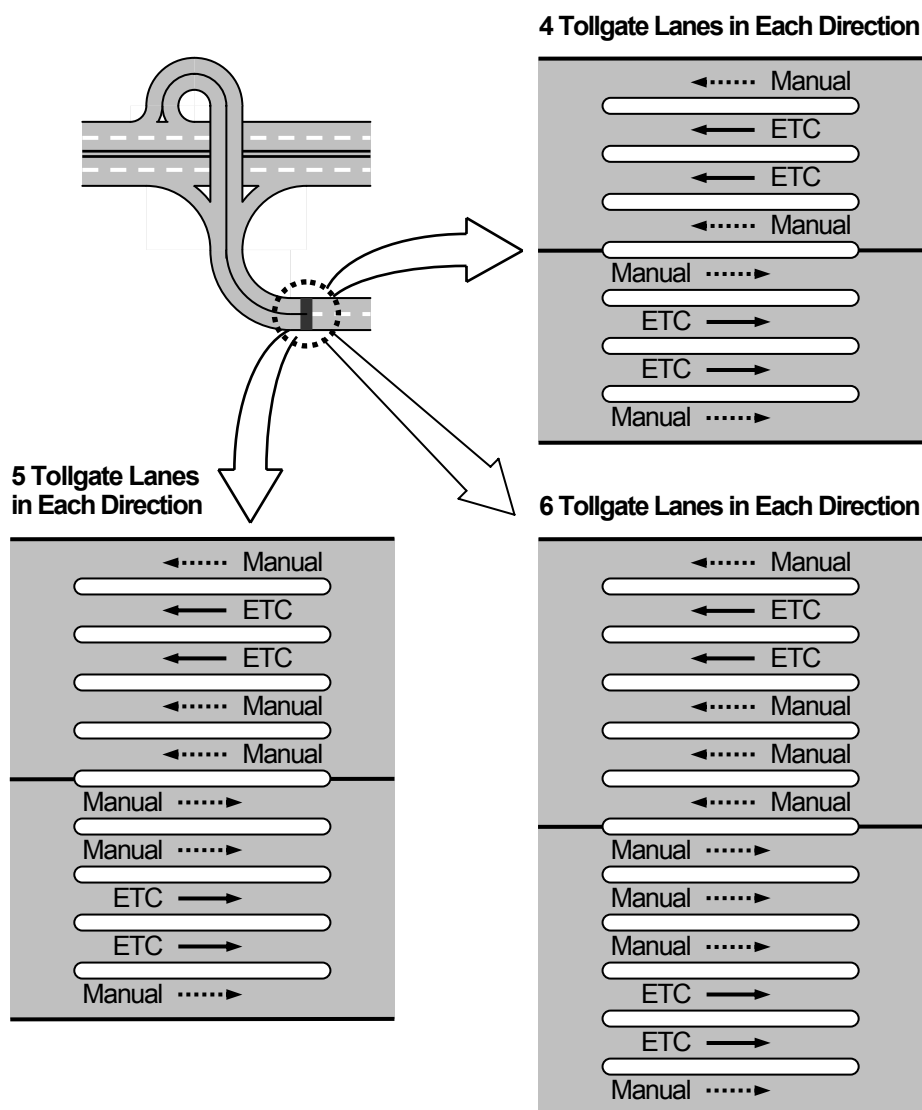 4 Tollgate Lanes in Each Direction
Manual
ETC
ETC
Manual
Manual
ETC
ETC
Manual
5 Tollgate Lanes
in Each Direction
Manual
ETC
ETC
Manual
Manual
Manual
Manual
ETC
ETC
Manual
6 Tollgate Lanes in Each Direction
Manual
ETC
ETC
Manual
Manual
Manual
Manual
Manual
Manual
ETC
ETC
Manual